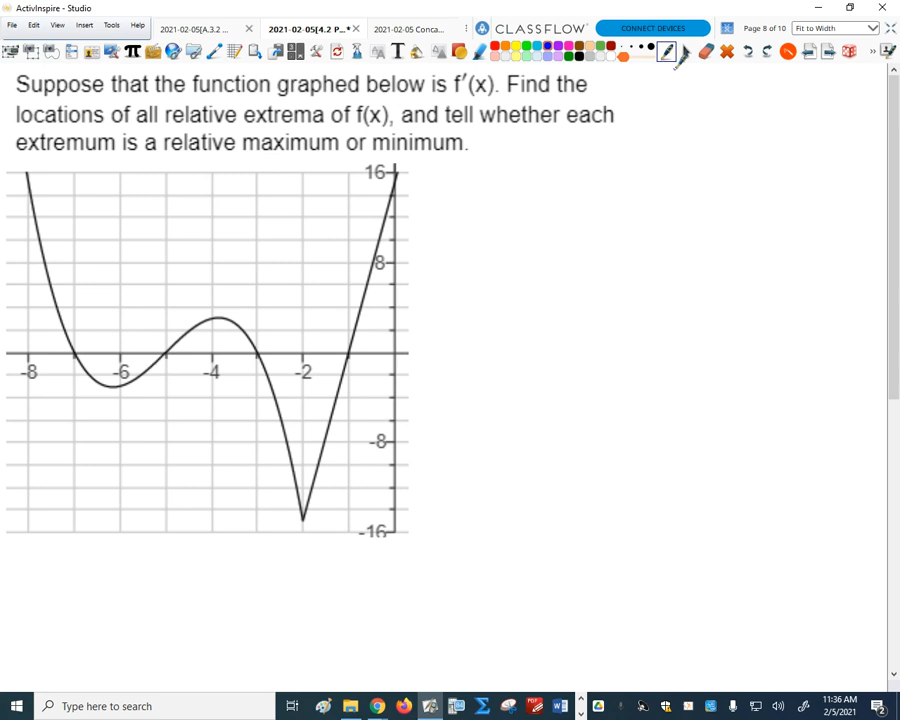 ActivInspire - Studio
File Edit View Insert Tools Help
2021-02-05[A.3.2 ...
2021-02-05[4.2 P...*
2021-02-05 Conca...
CLASSFLOW
CONNECT DEVICES
Page 8 of 10
Fit to Width
Suppose that the function graphed below is f′(x). Find the
locations of all relative extrema of f(x), and tell whether each
extremum is a relative maximum or minimum.
16
8
-8 -6 -4 -2
-8
-16
Type here to search
11:36 AM
2/5/2021
2